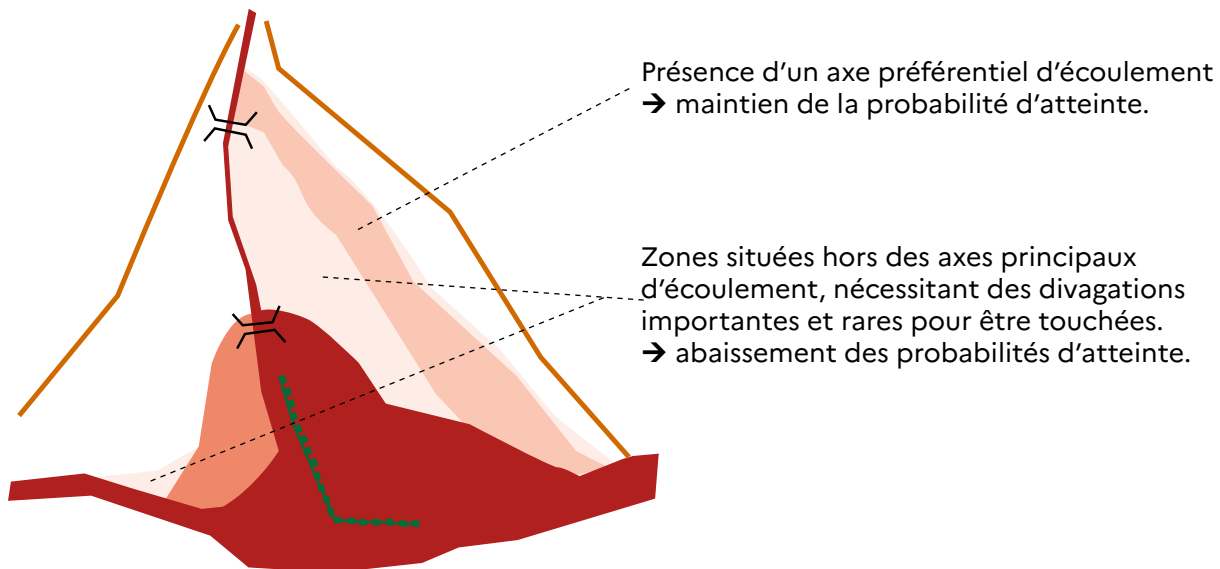 Présence d'un axe préférentiel d'écoulement
→ maintien de la probabilité d'atteinte.
Zones situées hors des axes principaux
d'écoulement, nécessitant des divagations
importantes et rares pour être touchées.
→ abaissement des probabilités d'atteinte.